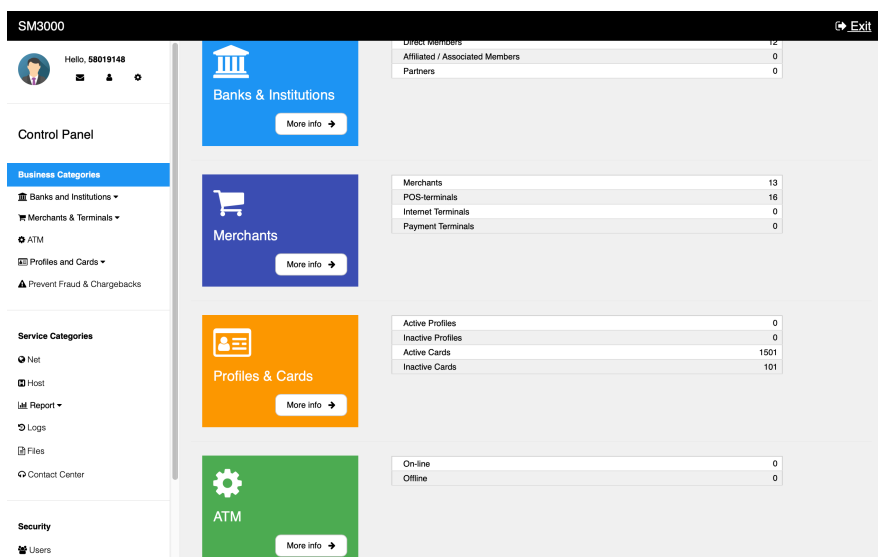 SM3000
Exit
Hello, 58019148
Control Panel
Business Categories
Banks and Institutions
Merchants & Terminals
ATM
Profiles and Cards
Prevent Fraud & Chargebacks
Service Categories
Net
Host
Report
Logs
Files
Contact Center
Security
Users
Banks & Institutions
More info
Direct Members 12
Affiliated / Associated Members 0
Partners 0
Merchants
More info
Merchants 13
POS-terminals 16
Internet Terminals 0
Payment Terminals 0
Profiles & Cards
More info
Active Profiles 0
Inactive Profiles 0
Active Cards 1501
Inactive Cards 101
ATM
More info
On-line 0
Offline 0